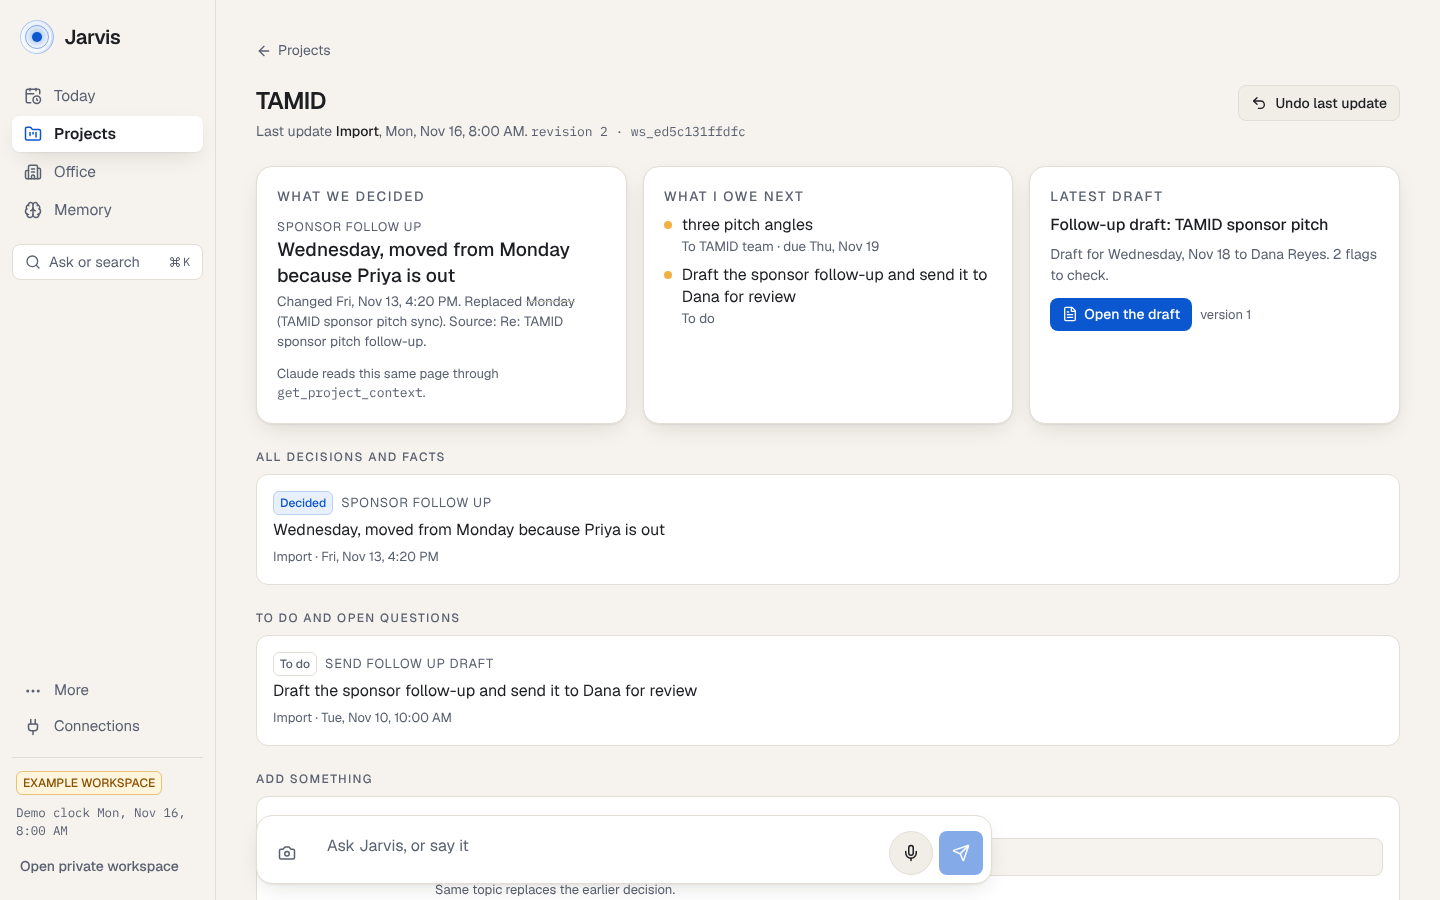 Jarvis
Today
Projects
Office
Memory
Ask or search
⌘ K
More
Connections
EXAMPLE WORKSPACE
Demo clock Mon, Nov 16,
8:00 AM
Open private workspace
Projects
TAMID
Last update Import, Mon, Nov 16, 8:00 AM. revision 2 · ws_ed5c131ffdfc
Undo last update
WHAT WE DECIDED
SPONSOR FOLLOW UP
Wednesday, moved from Monday
because Priya is out
Changed Fri, Nov 13, 4:20 PM. Replaced Monday
(TAMID sponsor pitch sync). Source: Re: TAMID
sponsor pitch follow-up.
Claude reads this same page through
get_project_context.
WHAT I OWE NEXT
three pitch angles
To TAMID team · due Thu, Nov 19
Draft the sponsor follow-up and send it to
Dana for review
To do
LATEST DRAFT
Follow-up draft: TAMID sponsor pitch
Draft for Wednesday, Nov 18 to Dana Reyes. 2 flags
to check.
Open the draft
version 1
ALL DECISIONS AND FACTS
Decided SPONSOR FOLLOW UP
Wednesday, moved from Monday because Priya is out
Import · Fri, Nov 13, 4:20 PM
TO DO AND OPEN QUESTIONS
To do SEND FOLLOW UP DRAFT
Draft the sponsor follow-up and send it to Dana for review
Import · Tue, Nov 10, 10:00 AM
ADD SOMETHING
Ask Jarvis, or say it
Same topic replaces the earlier decision.